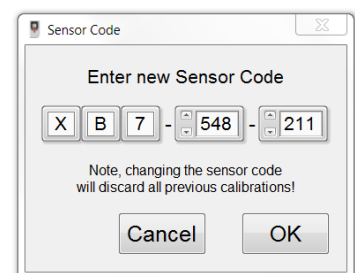 Sensor Code
Enter new Sensor Code
X B 7 - 548 - 211
Note, changing the sensor code
will discard all previous calibrations!
Cancel OK